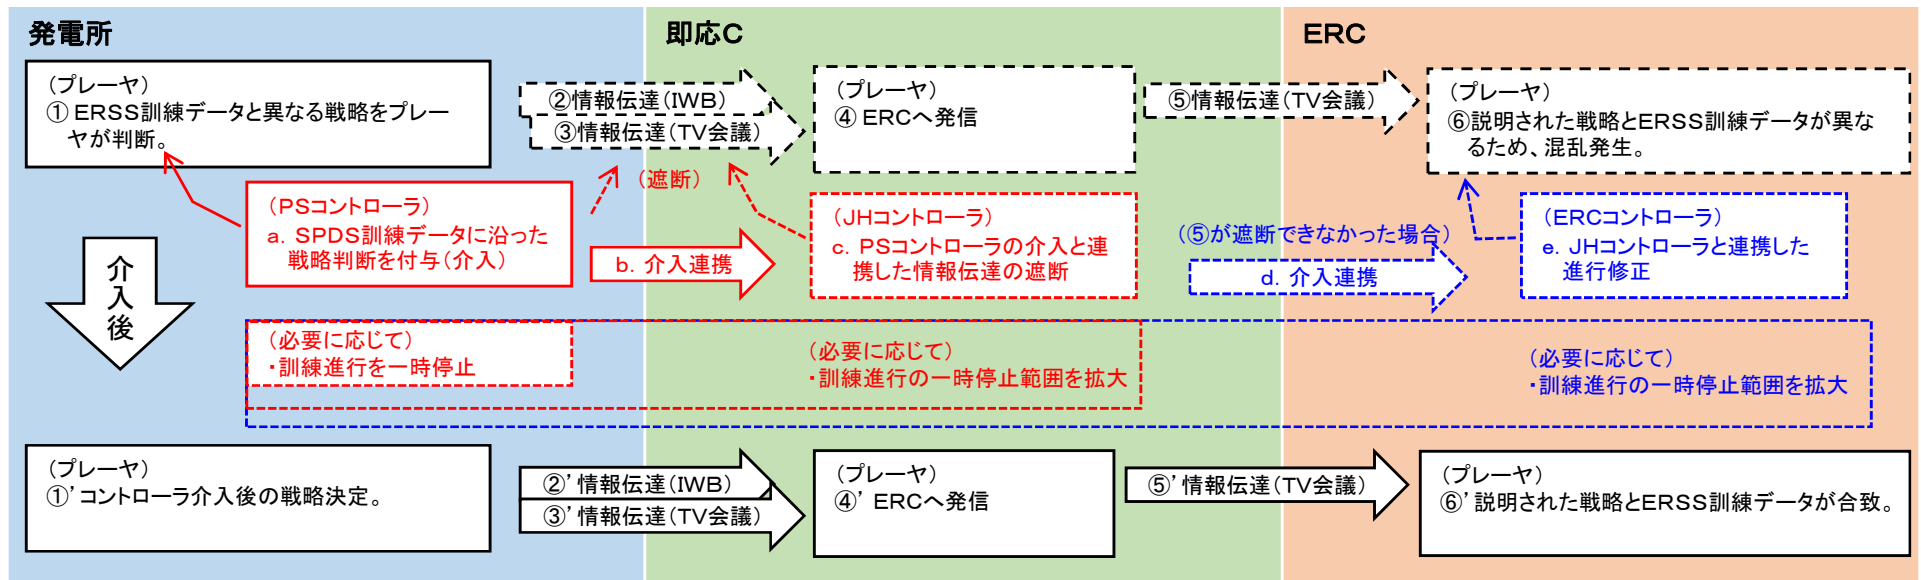 発電所
即応C
ERC
（プレーヤ）
① ERSS訓練データと異なる戦略をプレー
ヤが判断。
②情報伝達（IWB）
③情報伝達（TV会議）
（プレーヤ）
④ ERCへ発信
⑤情報伝達（TV会議）
（プレーヤ）
⑥説明された戦略とERSS訓練データが異な
るため、混乱発生。
（遮断）
（PSコントローラ）
a. SPDS訓練データに沿った
戦略判断を付与（介入）
b. 介入連携
（JHコントローラ）
c. PSコントローラの介入と連
携した情報伝達の遮断
（⑤が遮断できなかった場合）
d. 介入連携
（ERCコントローラ）
e. JHコントローラと連携した
進行修正
介入後
（必要に応じて）
・訓練進行を一時停止
（必要に応じて）
・訓練進行の一時停止範囲を拡大
（必要に応じて）
・訓練進行の一時停止範囲を拡大
（プレーヤ）
①’コントローラ介入後の戦略決定。
②’情報伝達（IWB）
③’情報伝達（TV会議）
（プレーヤ）
④’ ERCへ発信
⑤’情報伝達（TV会議）
（プレーヤ）
⑥’説明された戦略とERSS訓練データが合致。